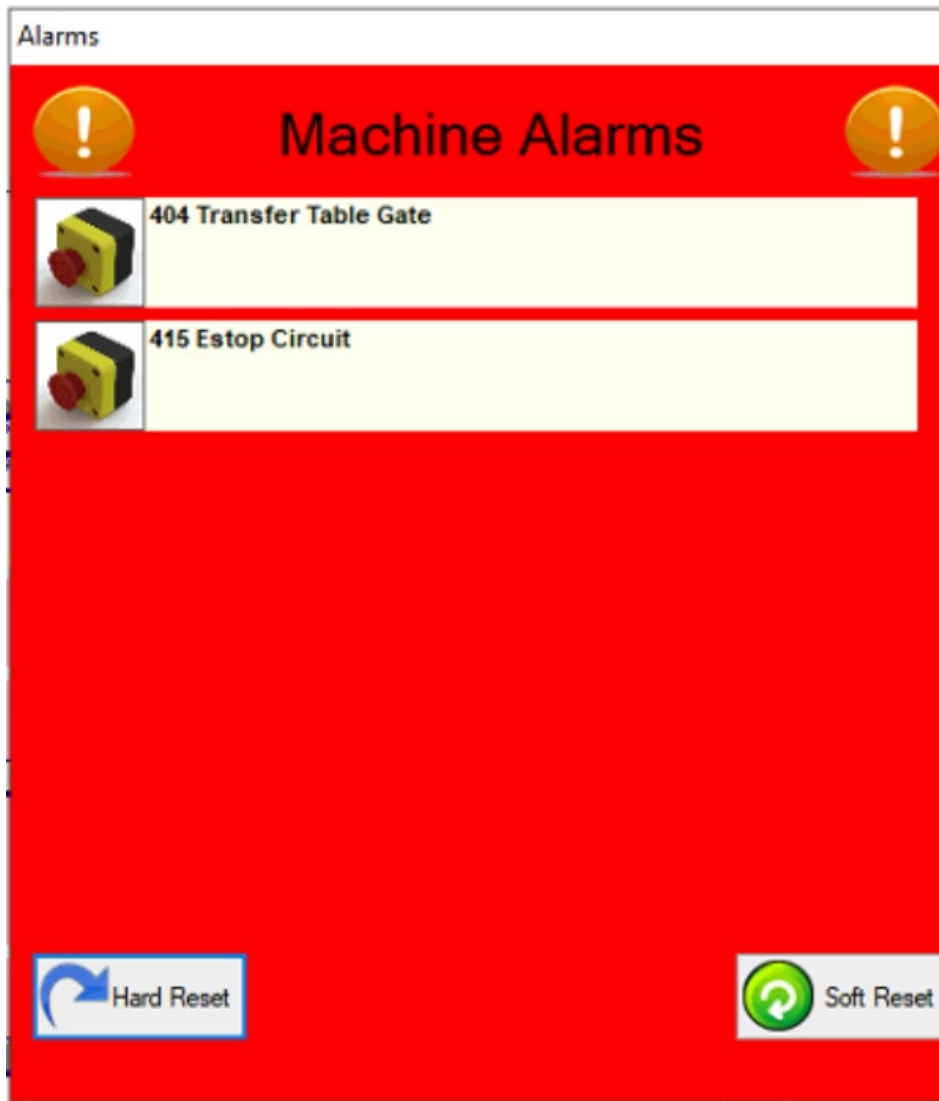 Alarms
Machine Alarms
404 Transfer Table Gate
415 Estop Circuit
Hard Reset
Soft Reset